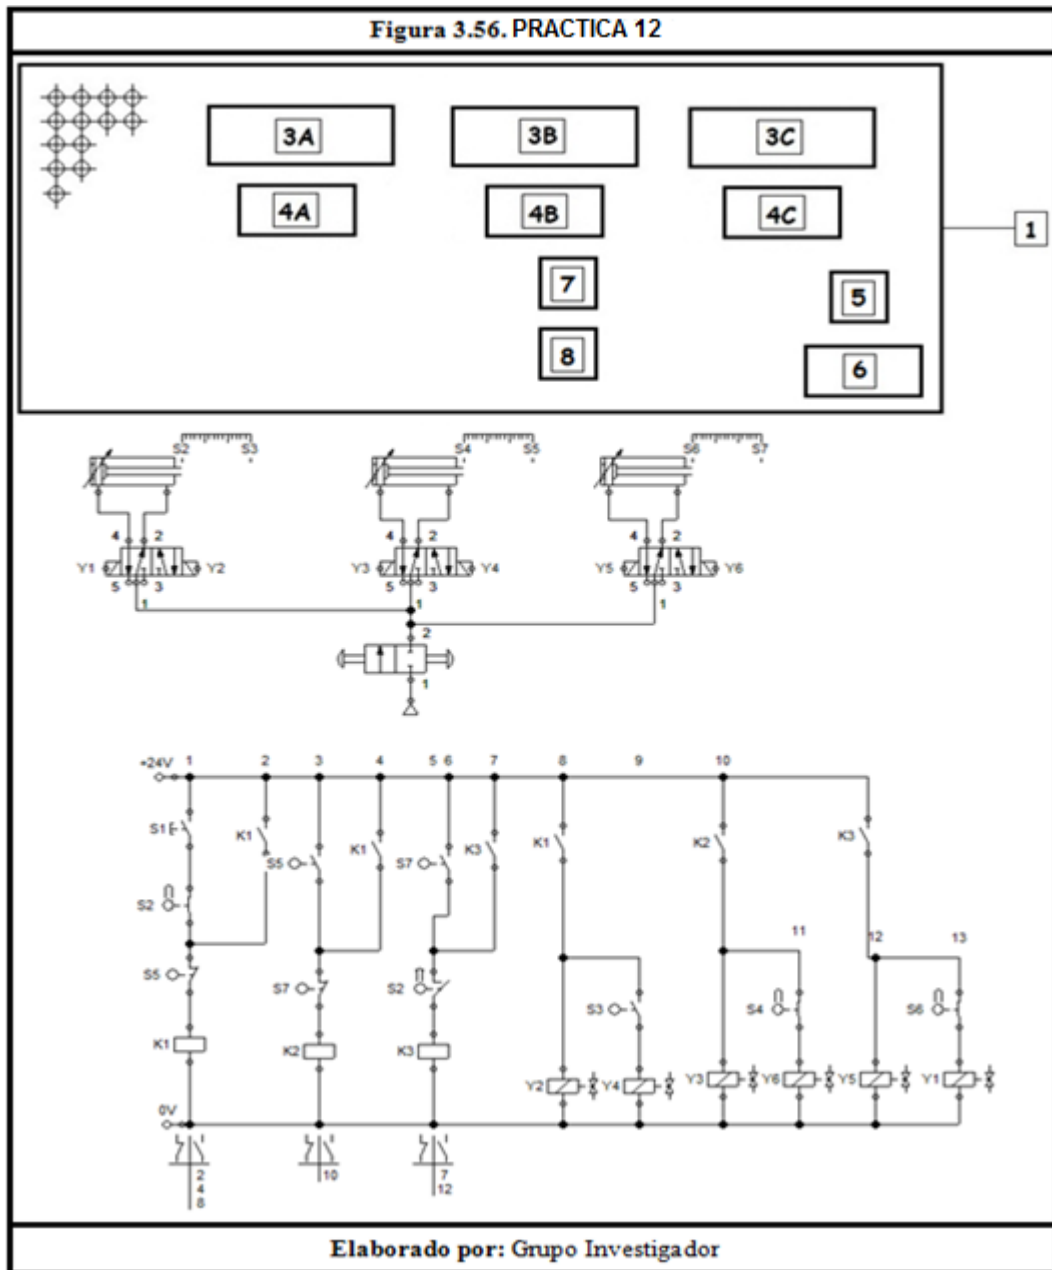 Figura 3.56. PRACTICA 12
3A 3B 3C
4A 4B 4C
1
7
5
8
6
S2 S3 S4 S5 S6 S7
4 2 4 2 4 2
Y1 Y2 Y3 Y4 Y5 Y6
5 3 5 3 5 3
1 1 1
2
1
+24V 1 2 3 4 5 6 7 8 9 10
S1 K1 S5 K1 S7 K3 K1 K2 K3
S2
11 12 13
S5 S7 S2 S3 S4 S6
K1 K2 K3
Y2 Y4 Y3 Y6 Y5 Y1
0V
2 10 7
4 12
8
Elaborado por: Grupo Investigador